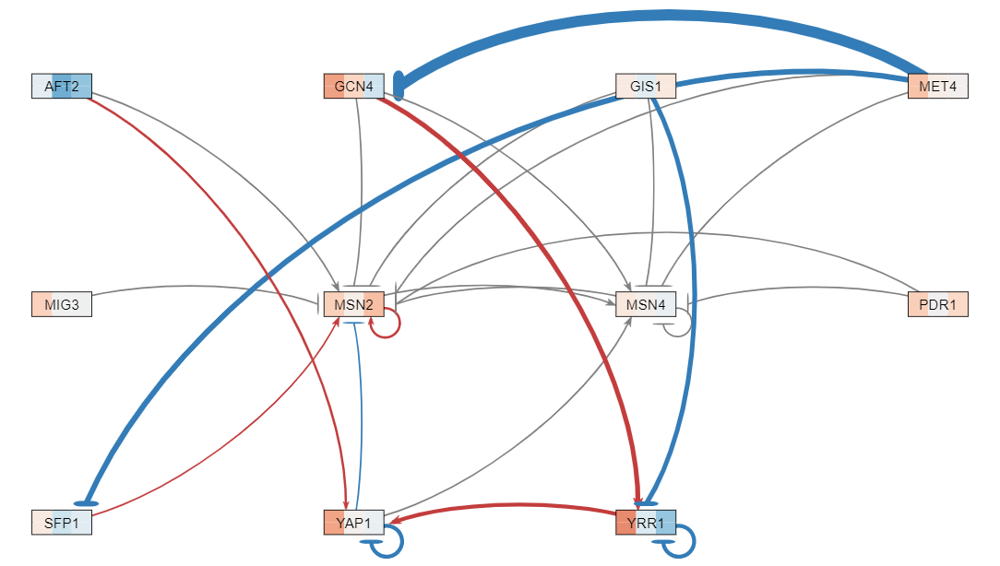 AFT2
GCN4
GIS1
MET4
MIG3
MSN2
MSN4
PDR1
SFP1
YAP1
YRR1